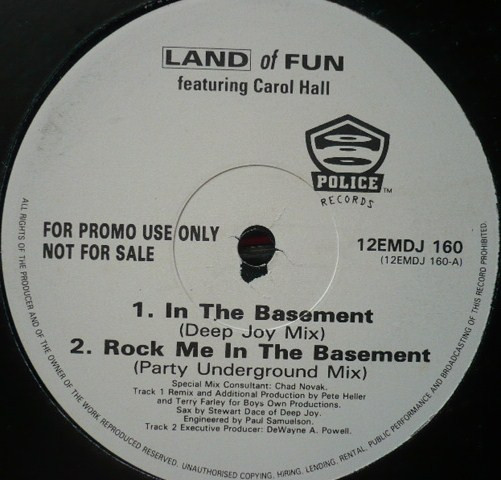 LAND of FUN
featuring Carol Hall
POLICE TM
RECORDS
FOR PROMO USE ONLY
NOT FOR SALE
12EMDJ 160
(12EMDJ 160-A)
1. In The Basement
(Deep Joy Mix)
2. Rock Me In The Basement
(Party Underground Mix)
Special Mix Consultant: Chad Novak.
Track 1 Remix and Additional Production by Pete Heller
and Terry Farley for Boys Own Productions.
Sax by Stewart Dace of Deep Joy.
Engineered by Paul Samuelson.
Track 2 Executive Producer: DeWayne A. Powell.
ALL RIGHTS OF THE PRODUCER AND OF THE OWNER OF THE WORK REPRODUCED RESERVED. UNAUTHORISED COPYING, HIRING, LENDING, RENTAL, PUBLIC PERFORMANCE AND BROADCASTING OF THIS RECORD PROHIBITED.